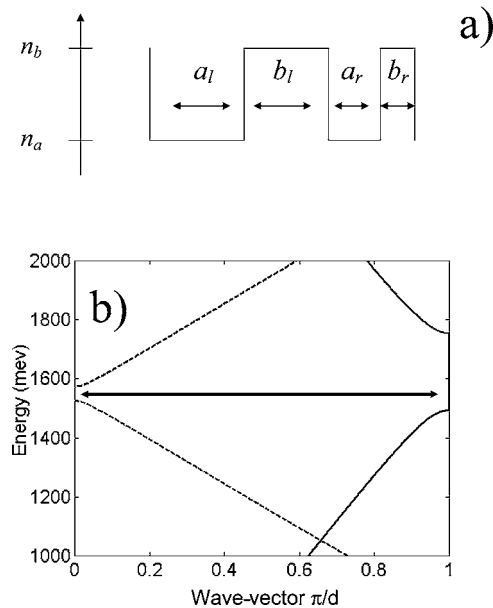 a)
n_b
a_l b_l a_r b_r
n_a
b)
2000
1800
1600
1400
1200
1000
Energy (mev)
0 0.2 0.4 0.6 0.8 1
Wave-vector π/d